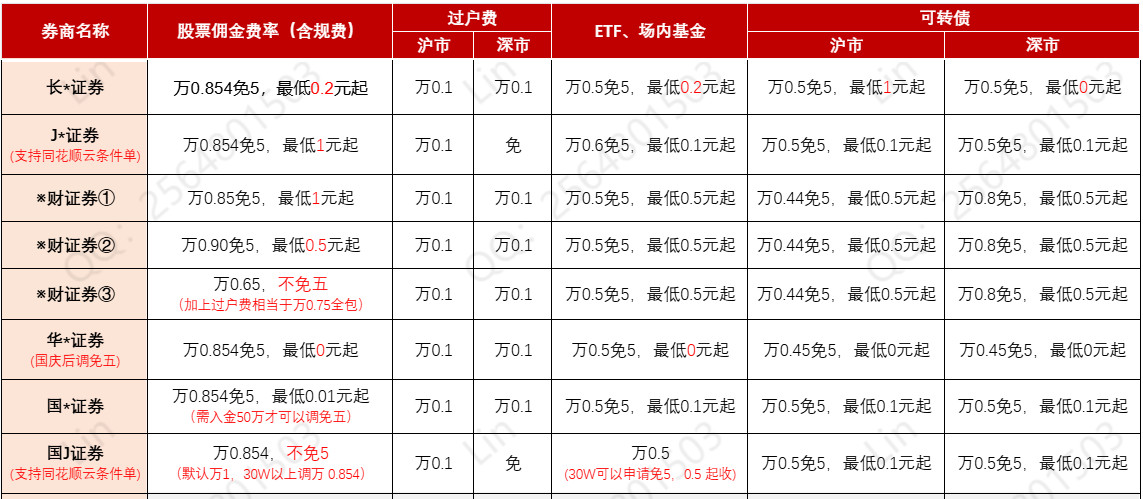 券商名称 股票佣金费率（含规费） 过户费 ETF、场内基金 可转债
沪市 深市 沪市 深市
长*证券 万0.854免5，最低0.2元起 万0.1 万0.1 万0.5免5，最低0.2元起 万0.5免5，最低1元起 万0.5免5，最低0元起
J*证券
(支持同花顺云条件单)
万0.854免5，最低1元起 万0.1 免 万0.6免5，最低0.1元起 万0.5免5，最低0.1元起 万0.5免5，最低0.1元起
※财证券① 万0.85免5，最低1元起 万0.1 万0.1 万0.5免5，最低0.5元起 万0.44免5，最低0.5元起 万0.8免5，最低0.5元起
※财证券② 万0.90免5，最低0.5元起 万0.1 万0.1 万0.5免5，最低0.5元起 万0.44免5，最低0.5元起 万0.8免5，最低0.5元起
※财证券③
万0.65，不免五
（加上过户费相当于万0.75全包）
万0.1 万0.1 万0.5免5，最低0.5元起 万0.44免5，最低0.5元起 万0.8免5，最低0.5元起
华*证券
(国庆后调免五)
万0.854免5，最低0元起 万0.1 万0.1 万0.5免5，最低0元起 万0.45免5，最低0元起 万0.45免5，最低0元起
国*证券
万0.854免5，最低0.01元起
（需入金50万才可以调免五）
万0.1 万0.1 万0.5免5，最低0.1元起 万0.5免5，最低0.1元起 万0.5免5，最低0.1元起
国J证券
(支持同花顺云条件单)
万0.854，不免5
（默认万1，30W以上调万 0.854）
万0.1 免
万0.5
(30W可以申请免5，0.5 起收)
万0.5免5，最低0.1元起 万0.5免5，最低0.1元起
Lin
QQ：2564801503
Lin
QQ：2564801503
Lin
QQ：2564801503
Lin
Lin
Lin